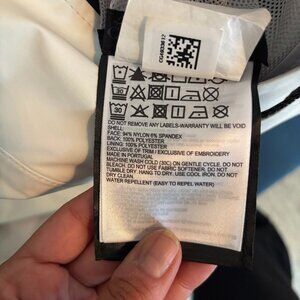 30
30
DO NOT REMOVE ANY LABELS-WARRANTY WILL BE VOID
SHELL:
FACE: 94% NYLON 6% SPANDEX
BACK: 100% POLYESTER
LINING: 100% POLYESTER
EXCLUSIVE OF TRIM / EXCLUSIVE OF EMBROIDERY
MADE IN PORTUGAL
MACHINE WASH COLD (30C) ON GENTLE CYCLE. DO NOT
BLEACH. DO NOT USE FABRIC SOFTENER. DO NOT
TUMBLE DRY. HANG TO DRY. USE COOL IRON. DO NOT
DRY CLEAN
WATER REPELLENT (EASY TO REPEL WATER)